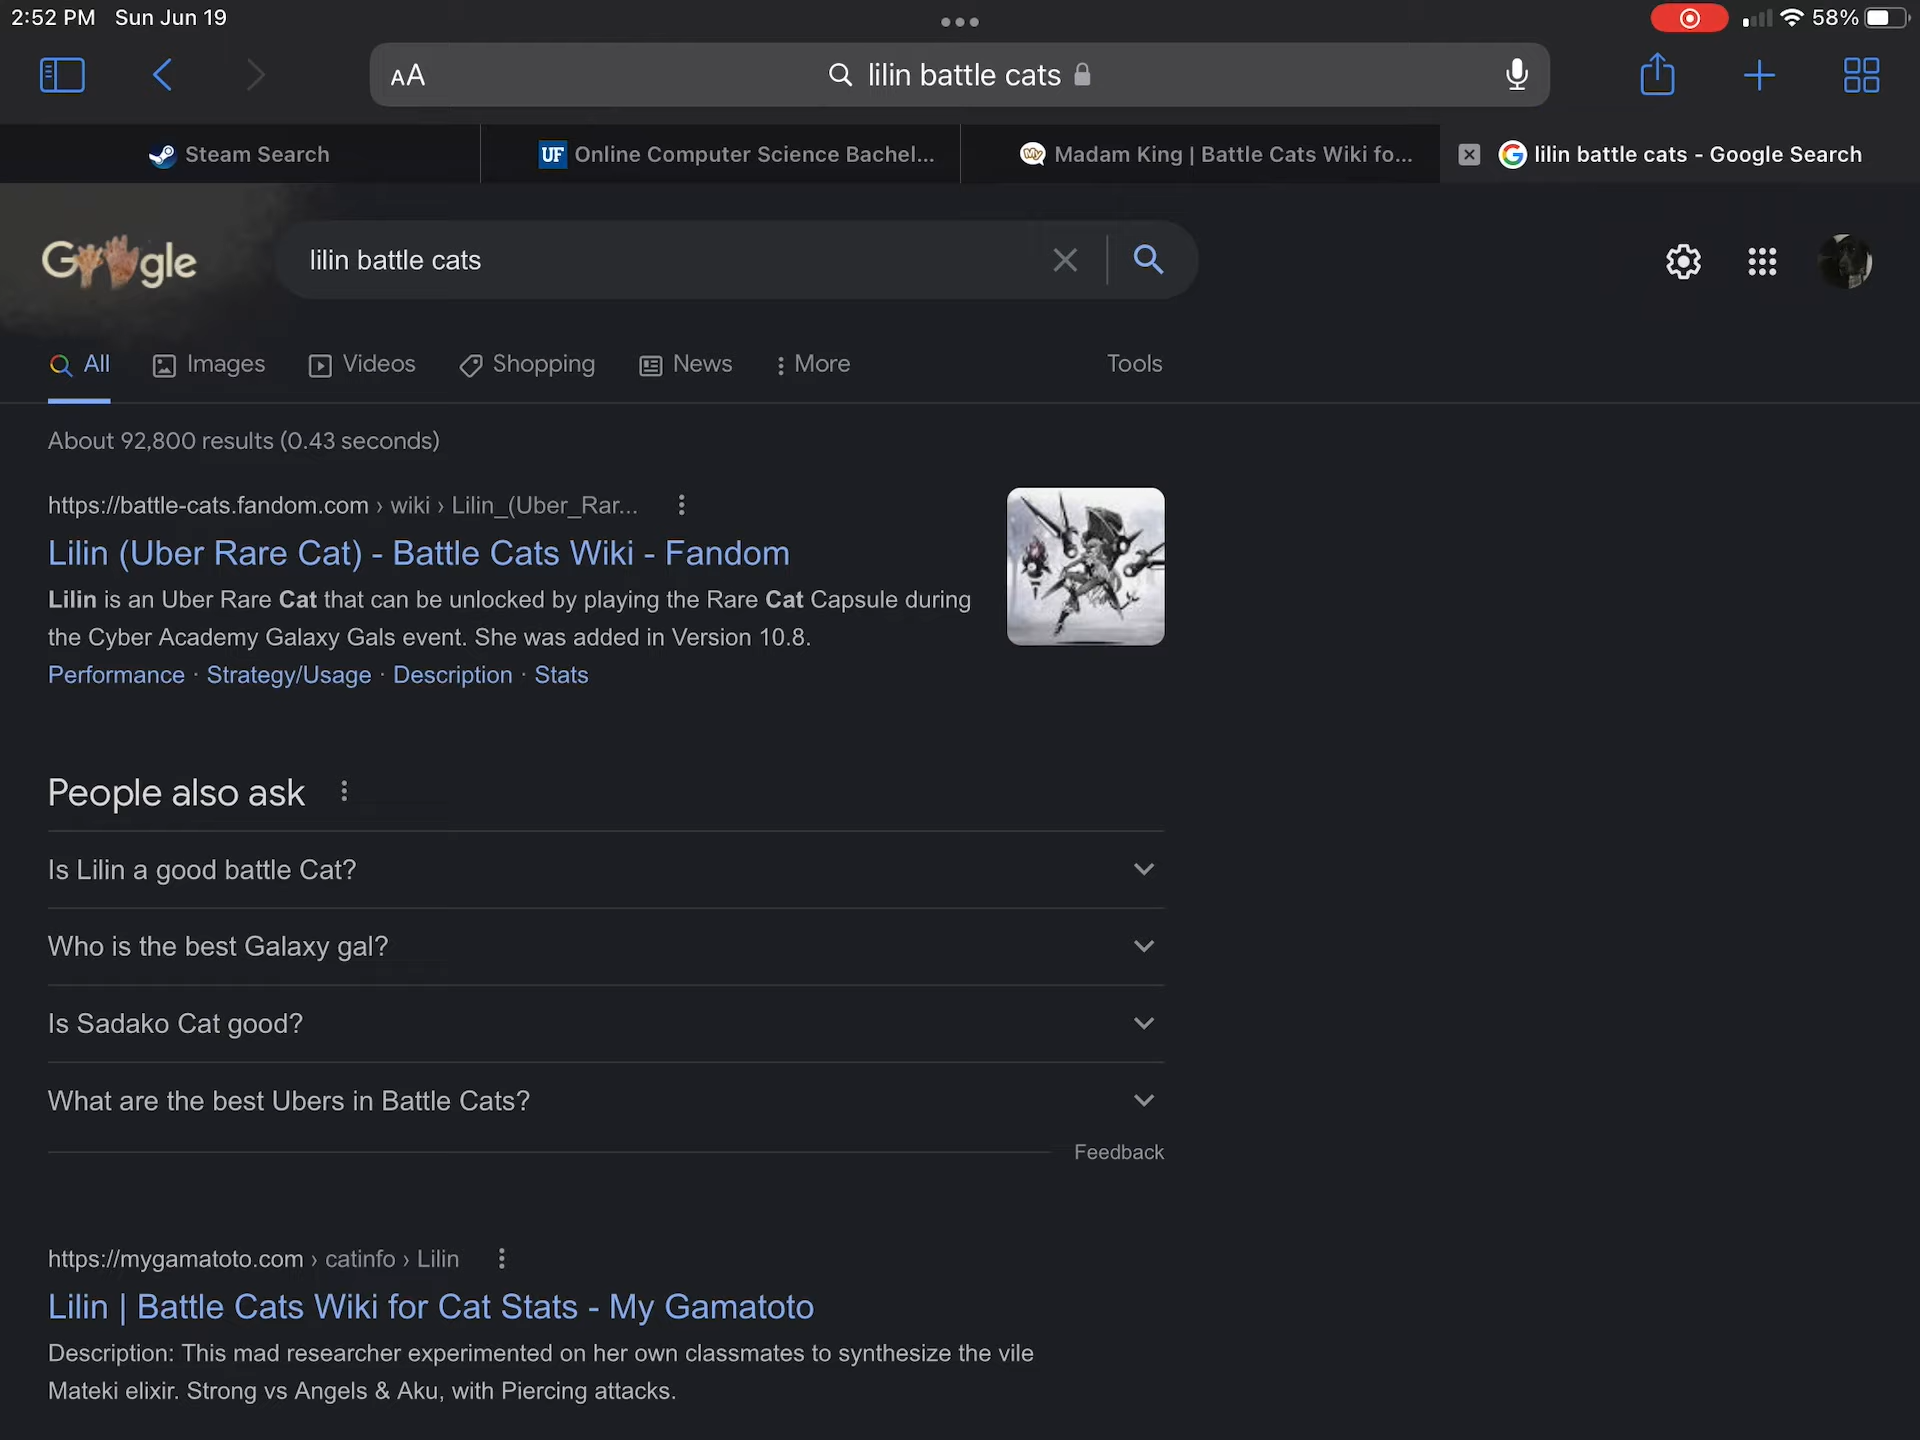 2:52 PM Sun Jun 19
58%
AA lilin battle cats
Steam Search
UF Online Computer Science Bachel...
My Madam King | Battle Cats Wiki fo...
lilin battle cats - Google Search
G gle
lilin battle cats
All Images Videos Shopping News More Tools
About 92,800 results (0.43 seconds)
https://battle-cats.fandom.com › wiki › Lilin_(Uber_Rar...
Lilin (Uber Rare Cat) - Battle Cats Wiki - Fandom
Lilin is an Uber Rare Cat that can be unlocked by playing the Rare Cat Capsule during
the Cyber Academy Galaxy Gals event. She was added in Version 10.8.
Performance · Strategy/Usage · Description · Stats
People also ask
Is Lilin a good battle Cat?
Who is the best Galaxy gal?
Is Sadako Cat good?
What are the best Ubers in Battle Cats?
Feedback
https://mygamatoto.com › catinfo › Lilin
Lilin | Battle Cats Wiki for Cat Stats - My Gamatoto
Description: This mad researcher experimented on her own classmates to synthesize the vile
Mateki elixir. Strong vs Angels & Aku, with Piercing attacks.